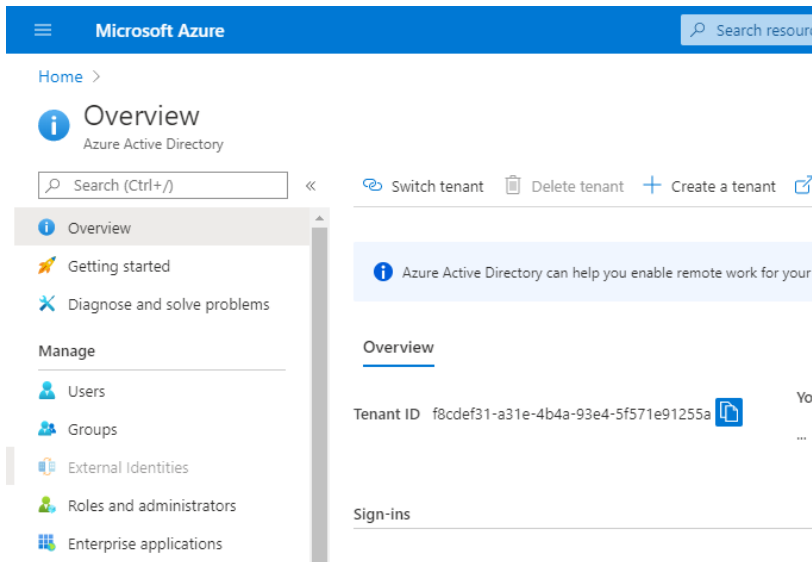 Microsoft Azure
Search resourc
Home >
Overview
Azure Active Directory
Search (Ctrl+/)
«
Switch tenant
Delete tenant
Create a tenant
Overview
Getting started
Diagnose and solve problems
Manage
Users
Groups
External Identities
Roles and administrators
Enterprise applications
Azure Active Directory can help you enable remote work for your
Overview
Tenant ID f8cdef31-a31e-4b4a-93e4-5f571e91255a
Yo
...
Sign-ins